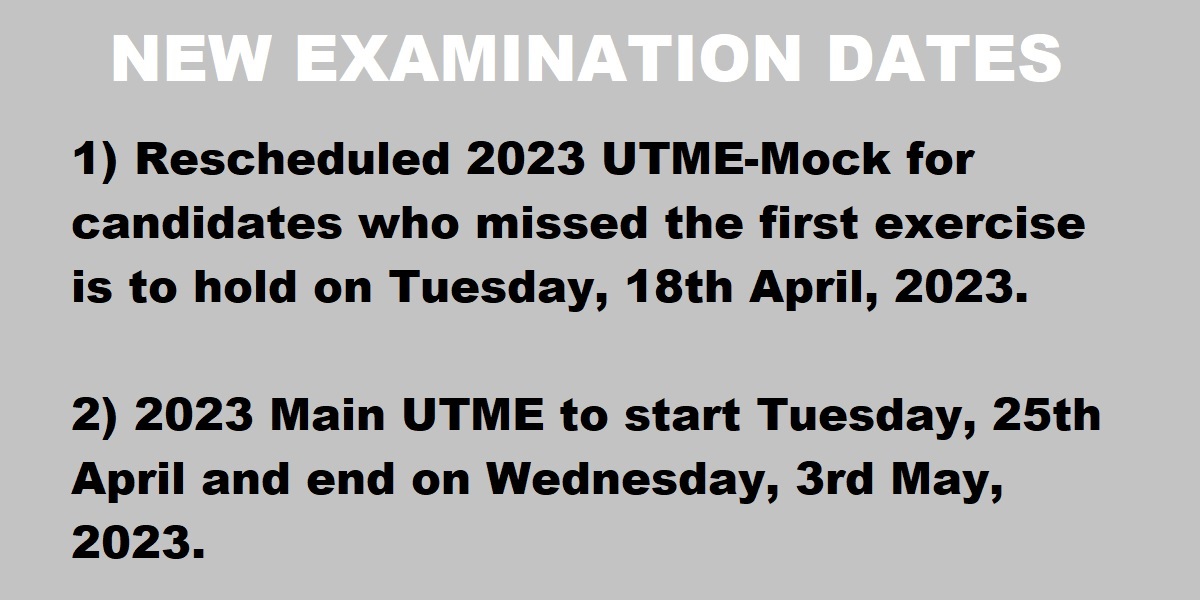 NEW EXAMINATION DATES
1) Rescheduled 2023 UTME-Mock for
candidates who missed the first exercise
is to hold on Tuesday, 18th April, 2023.
2) 2023 Main UTME to start Tuesday, 25th
April and end on Wednesday, 3rd May,
2023.